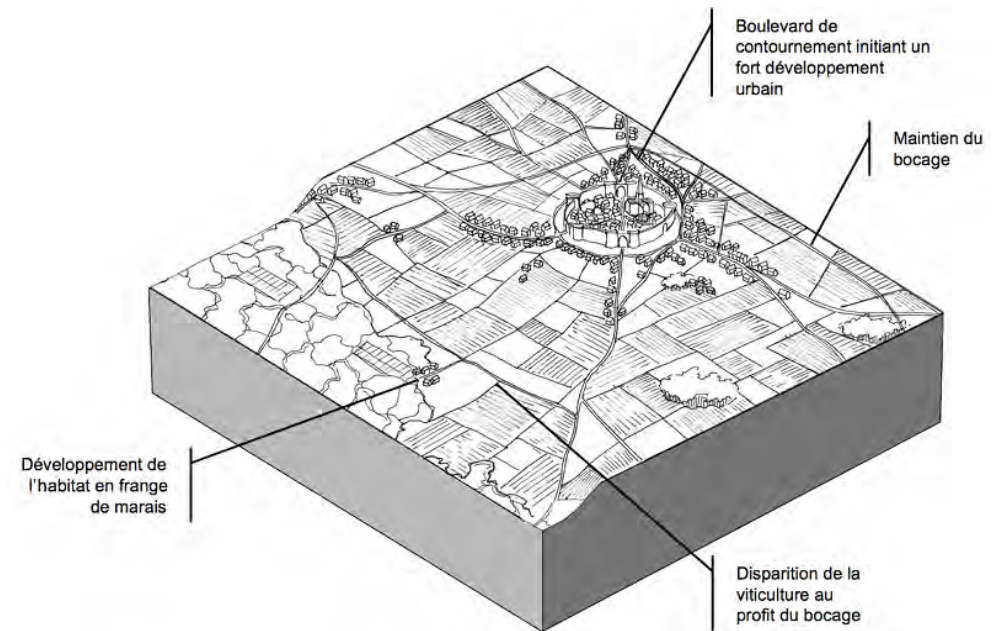 Boulevard de
contournement initiant un
fort développement
urbain
Maintien du
bocage
Développement de
l'habitat en frange
de marais
Disparition de la
viticulture au
profit du bocage